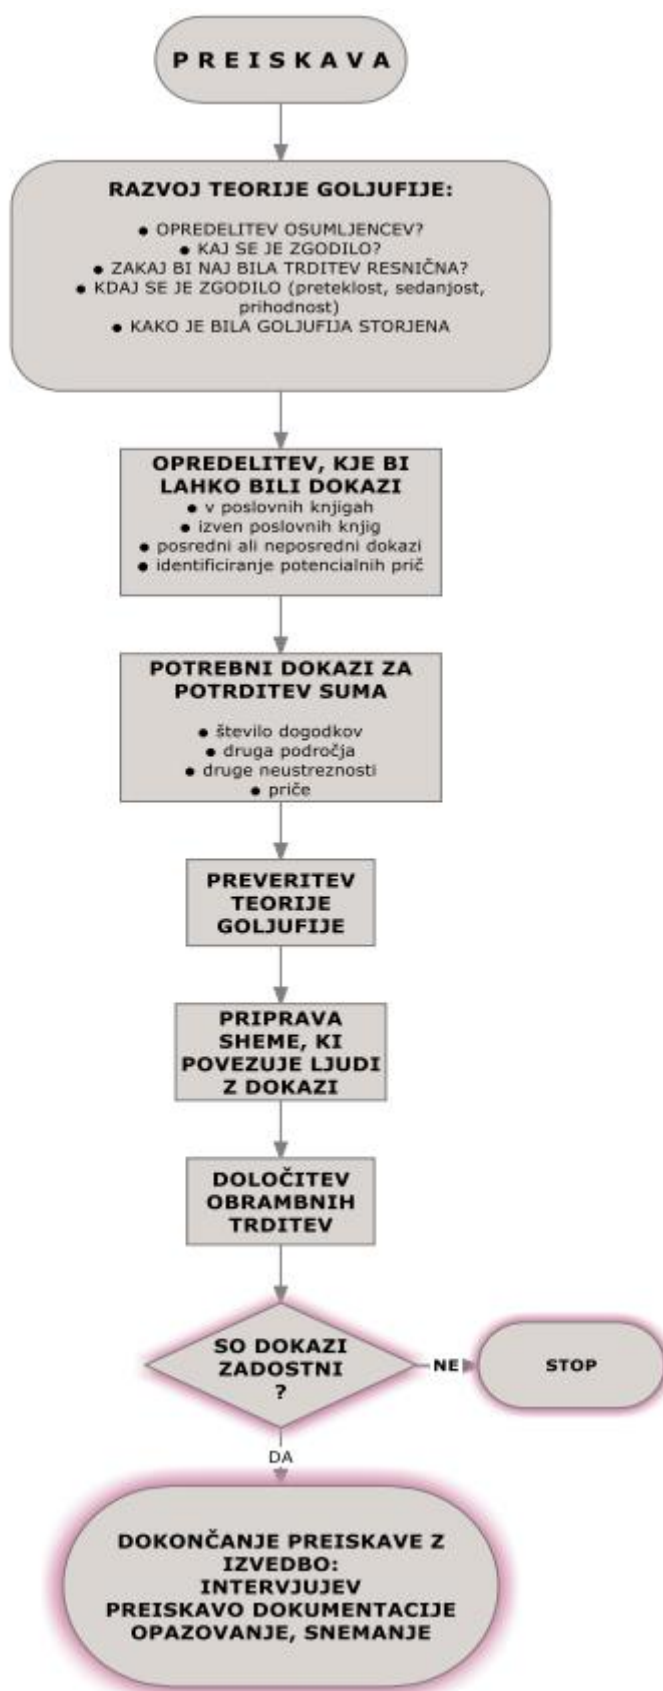 P R E I S K A V A
RAZVOJ TEORIJE GOLJUFIJE:
● OPREDELITEV OSUMLJENCEV?
● KAJ SE JE ZGODILO?
● ZAKAJ BI NAJ BILA TRDITEV RESNIČNA?
● KDAJ SE JE ZGODILO (preteklost, sedanjost,
prihodnost)
● KAKO JE BILA GOLJUFIJA STORJENA
OPREDELITEV, KJE BI
LAHKO BILI DOKAZI
● v poslovnih knjigah
● izven poslovnih knjig
● posredni ali neposredni dokazi
● identificiranje potencialnih prič
POTREBNI DOKAZI ZA
POTRDITEV SUMA
● število dogodkov
● druga področja
● druge neustreznosti
● priče
PREVERITEV
TEORIJE
GOLJUFIJE
PRIPRAVA
SHEME, KI
POVEZUJE LJUDI
Z DOKAZI
DOLOČITEV
OBRAMBNIH
TRDITEV
SO DOKAZI
ZADOSTNI
?
NE
STOP
DA
DOKONČANJE PREISKAVE Z
IZVEDBO:
INTERVJUJEV
PREISKAVO DOKUMENTACIJE
OPAZOVANJE, SNEMANJE